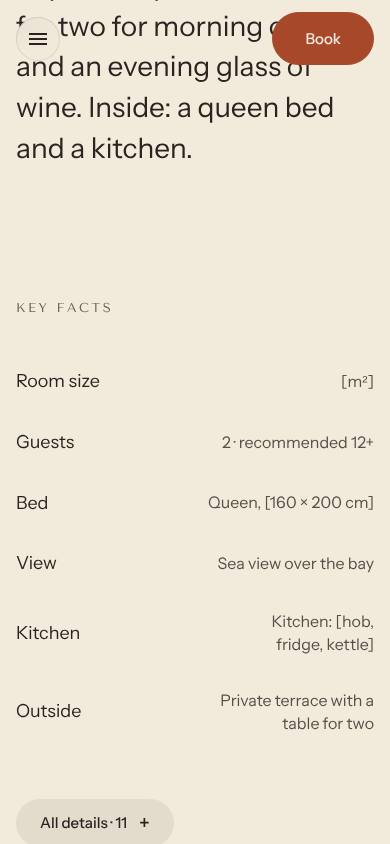 two for morning
Book
and an evening glass of
wine. Inside: a queen bed
and a kitchen.
KEY FACTS
Room size
[m²]
Guests
2 · recommended 12+
Bed
Queen, [160 × 200 cm]
View
Sea view over the bay
Kitchen
Kitchen: [hob,
fridge, kettle]
Outside
Private terrace with a
table for two
All details · 11 +